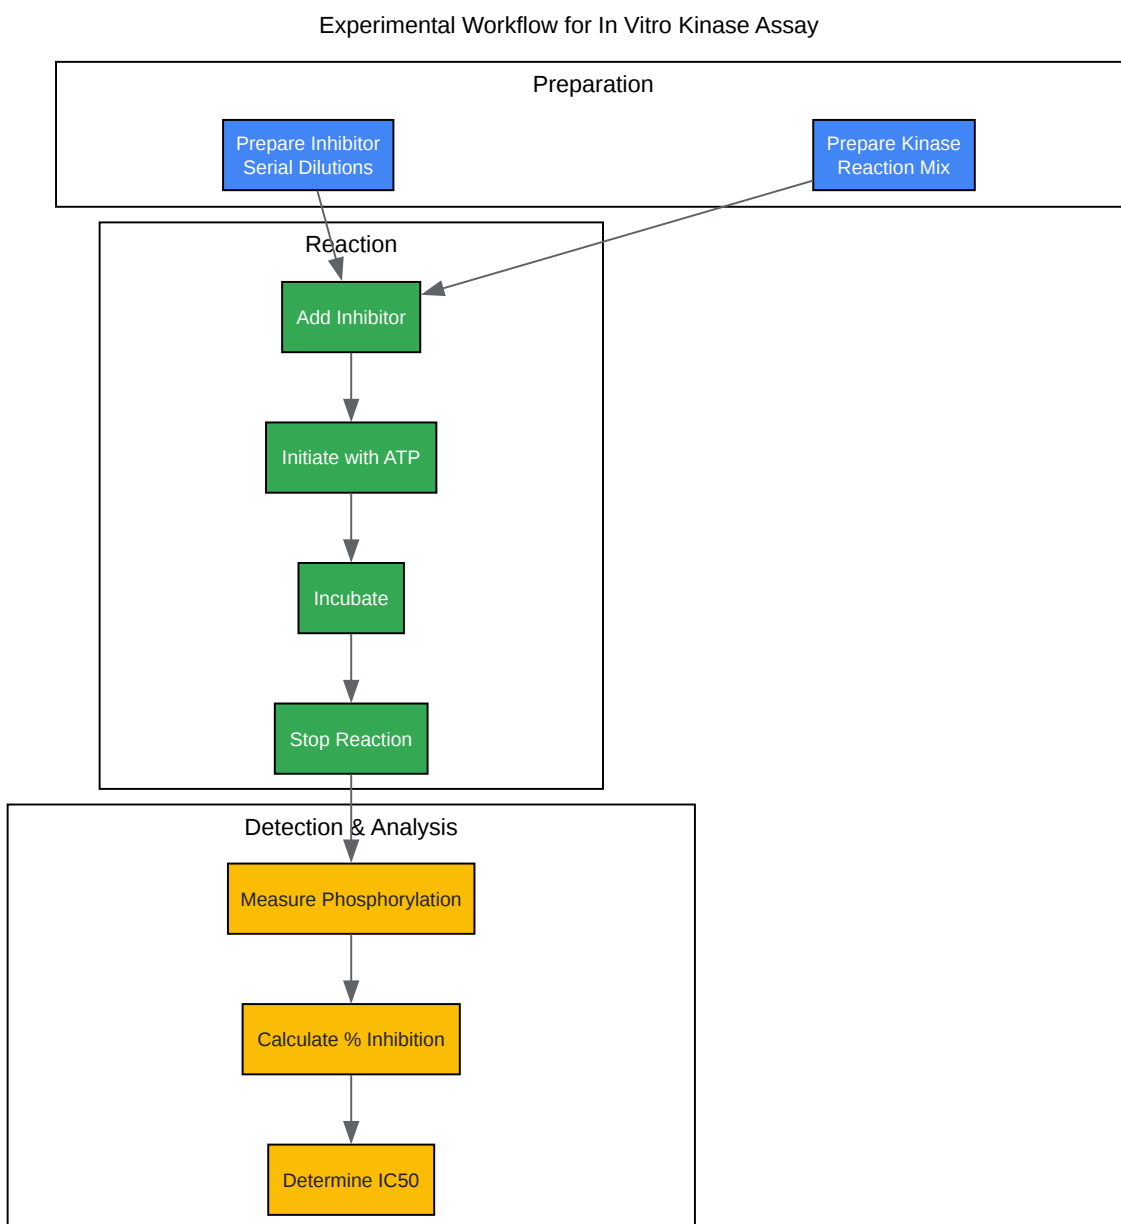 Experimental Workflow for In Vitro Kinase Assay
Preparation
Prepare Inhibitor
Serial Dilutions
Prepare Kinase
Reaction Mix
Reaction
Add Inhibitor
Initiate with ATP
Incubate
Stop Reaction
Detection & Analysis
Measure Phosphorylation
Calculate % Inhibition
Determine IC50